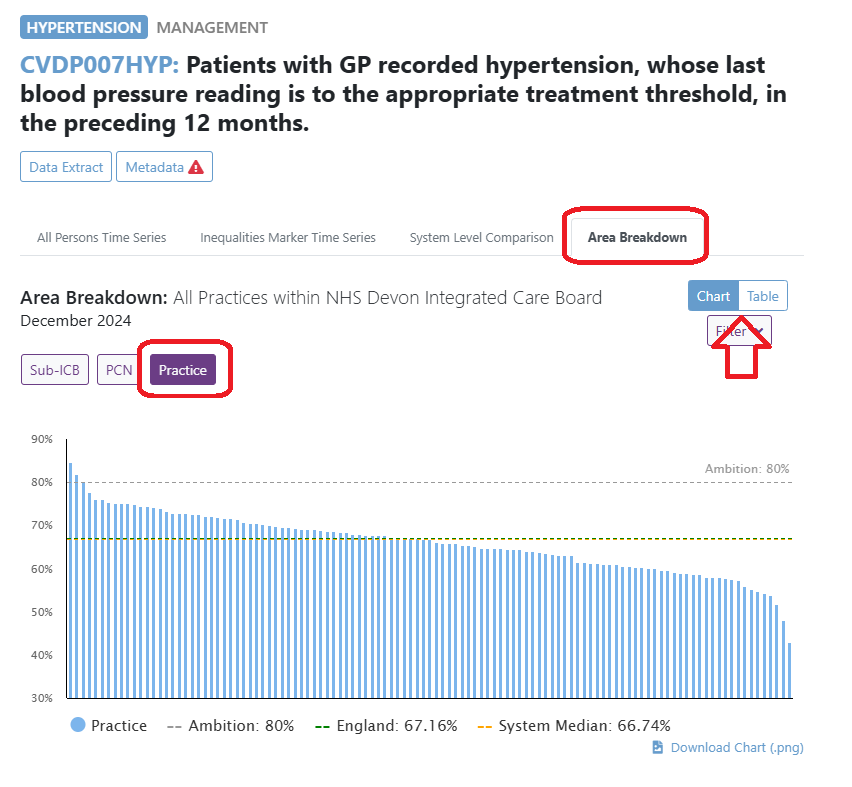 HYPERTENSION MANAGEMENT
CVDP007HYP: Patients with GP recorded hypertension, whose last
blood pressure reading is to the appropriate treatment threshold, in
the preceding 12 months.
Data Extract Metadata
All Persons Time Series Inequalities Marker Time Series System Level Comparison Area Breakdown
Area Breakdown: All Practices within NHS Devon Integrated Care Board
Chart Table
December 2024
Filter
Sub-ICB PCN Practice
90%
Ambition: 80%
80%
70%
60%
50%
40%
30%
Practice Ambition: 80% England: 67.16% System Median: 66.74%
Download Chart (.png)